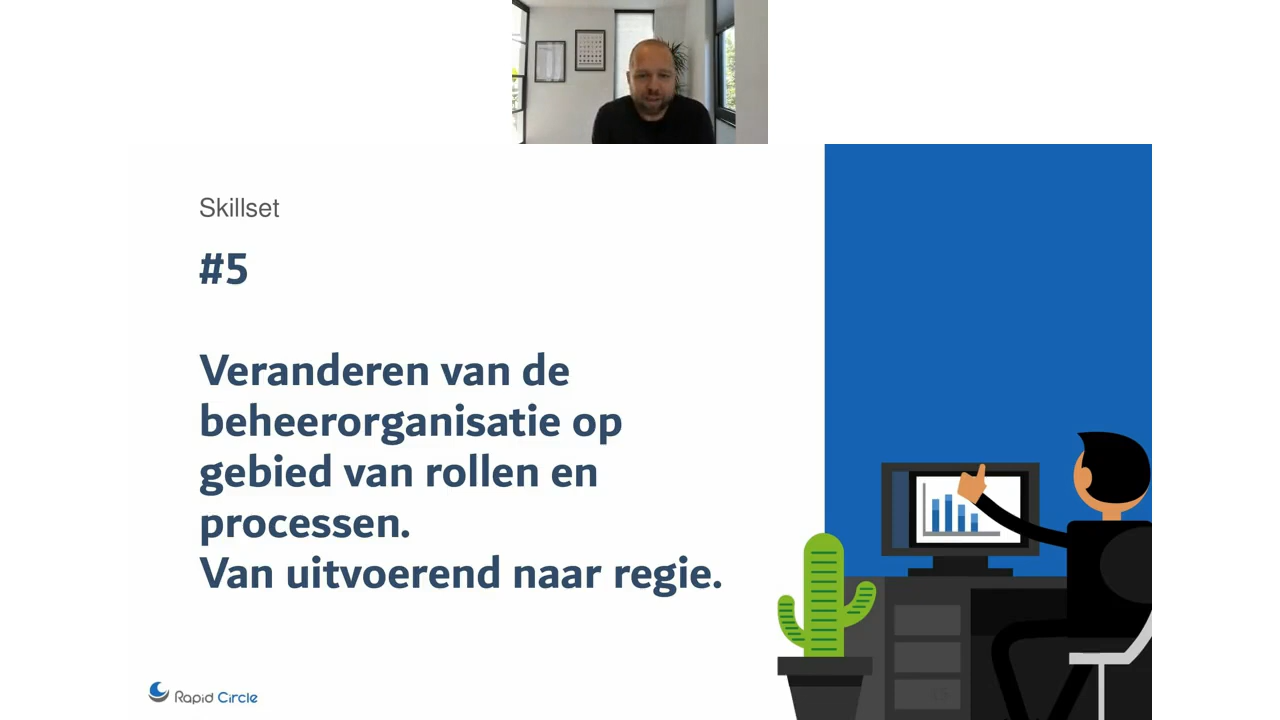 Skillset
#5
Veranderen van de
beheerorganisatie op
gebied van rollen en
processen.
Van uitvoerend naar regie.
Rapid Circle